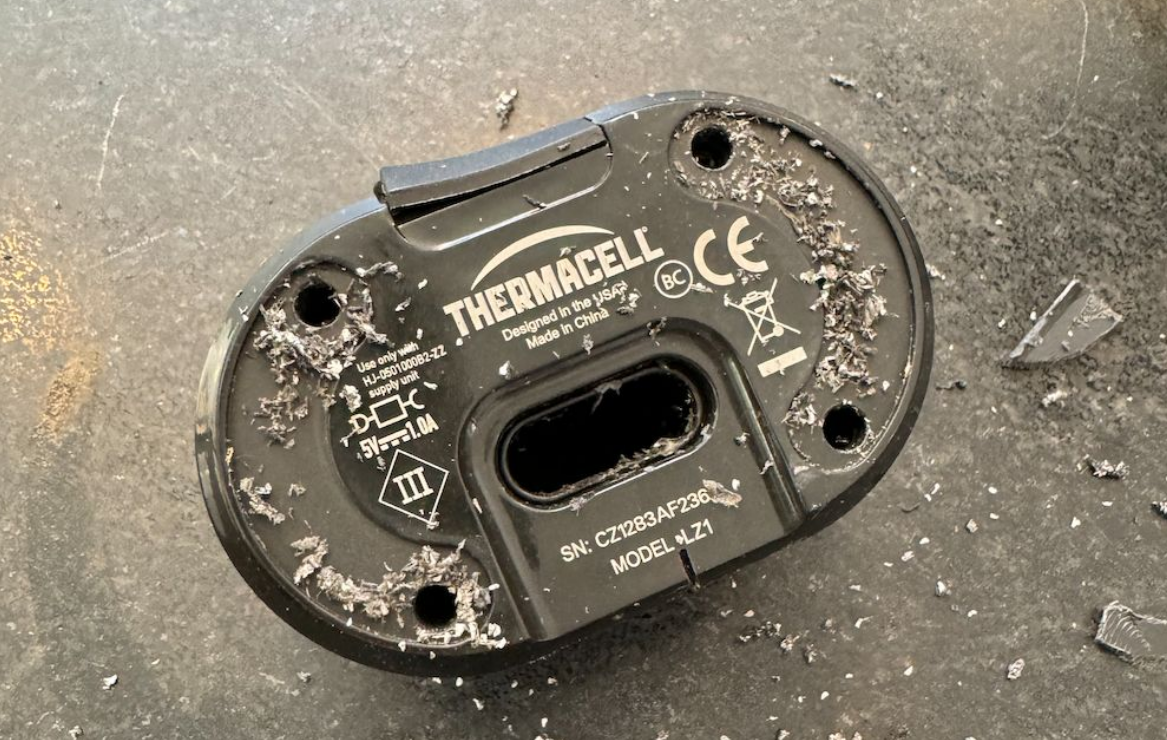 THERMACELL®
Designed in the USA
Made in China
BC
CE
Use only with
HJ-0501000B2-ZZ
supply unit
5V⎓1.0A
III
SN: CZ1283AF236
MODEL: LZ1